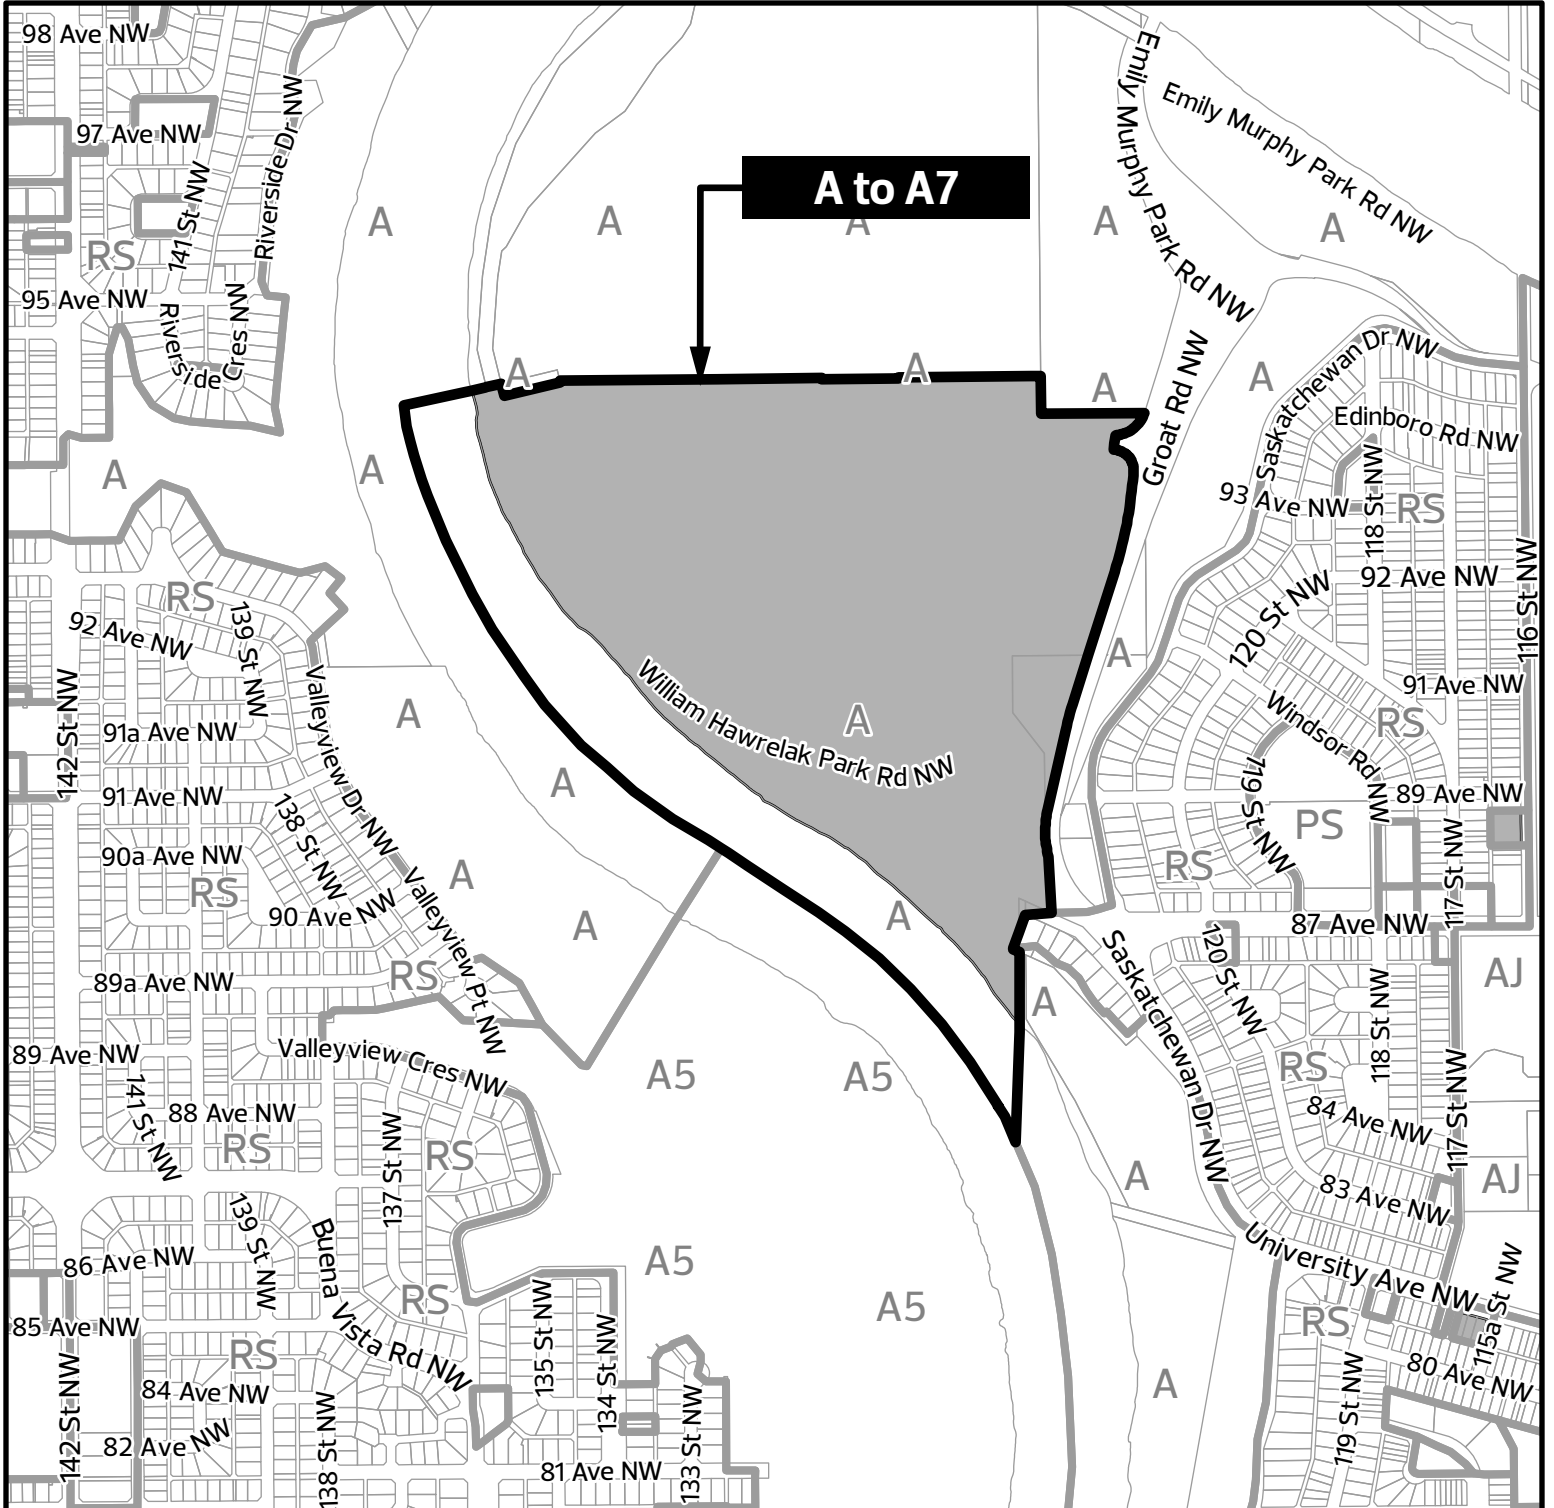 98 Ave NW
97 Ave NW
141 St NW
Riverside Dr NW
RS
95 Ave NW
Riverside Cres NW
A
A
A to A7
A
A
A
Emily Murphy Park Rd NW
Emily Murphy Park Rd NW
A
A
A
A
Groat Rd NW
Saskatchewan Dr NW
Edinboro Rd NW
93 Ave NW
118 St NW
RS
A
A
92 Ave NW
116 St NW
RS
92 Ave NW
139 St NW
120 St NW
A
91 Ave NW
142 St NW
Valleyview Dr NW
William Hawrelak Park Rd NW
A
A
Windsor Rd NW
RS
91a Ave NW
91 Ave NW
A
119 St NW
89 Ave NW
138 St NW
PS
90a Ave NW
RS
A
Valleyview Pt NW
RS
117 St NW
90 Ave NW
A
A
87 Ave NW
89a Ave NW
RS
Saskatchewan Dr NW
120 St NW
118 St NW
AJ
A
89 Ave NW
Valleyview Cres NW
A5
A5
RS
141 St NW
88 Ave NW
RS
137 St NW
RS
84 Ave NW
117 St NW
A
83 Ave NW
AJ
139 St NW
Buena Vista Rd NW
86 Ave NW
A5
University Ave NW
RS
A5
RS
115a St NW
85 Ave NW
RS
135 St NW
134 St NW
80 Ave NW
142 St NW
84 Ave NW
A
119 St NW
82 Ave NW
138 St NW
81 Ave NW
133 St NW